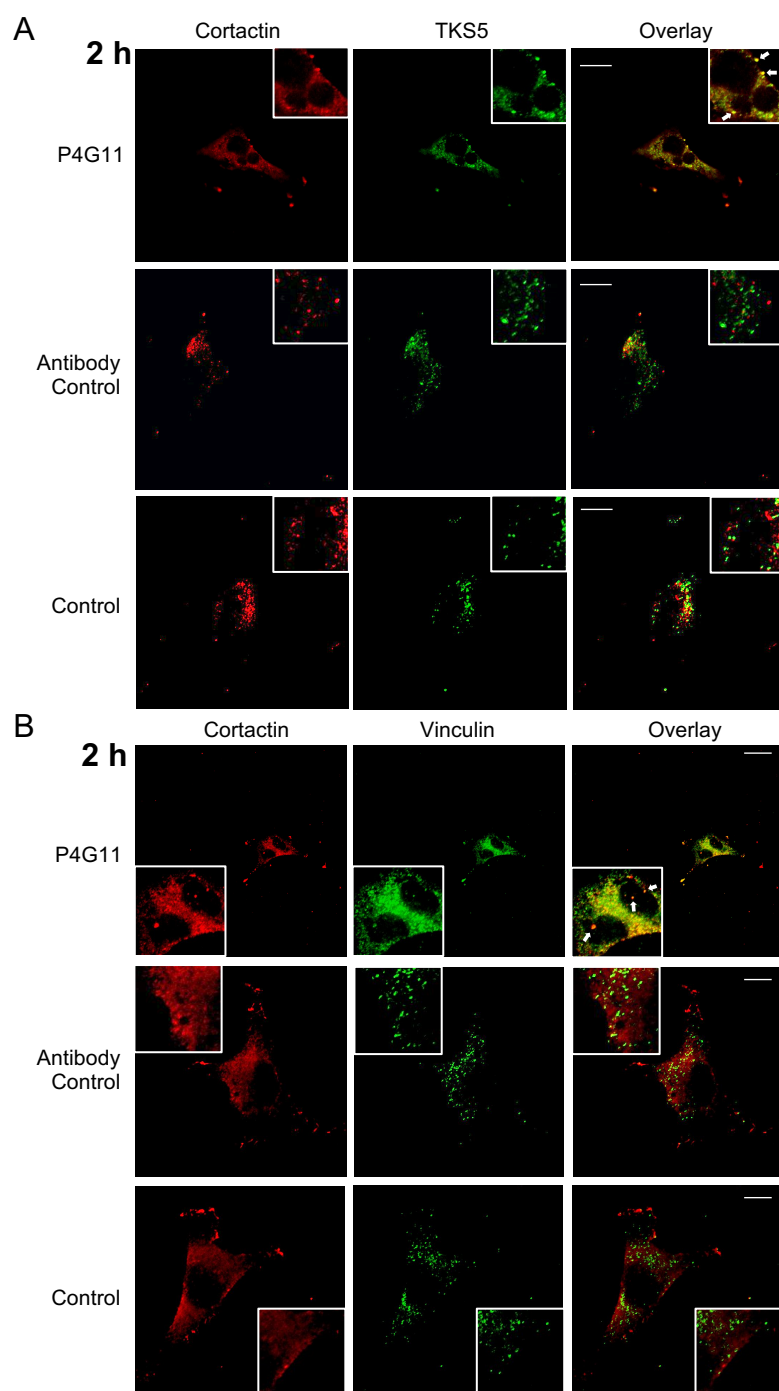 A
Cortactin TKS5 Overlay
2 h
P4G11
Antibody
Control
Control
B
Cortactin Vinculin Overlay
2 h
P4G11
Antibody
Control
Control